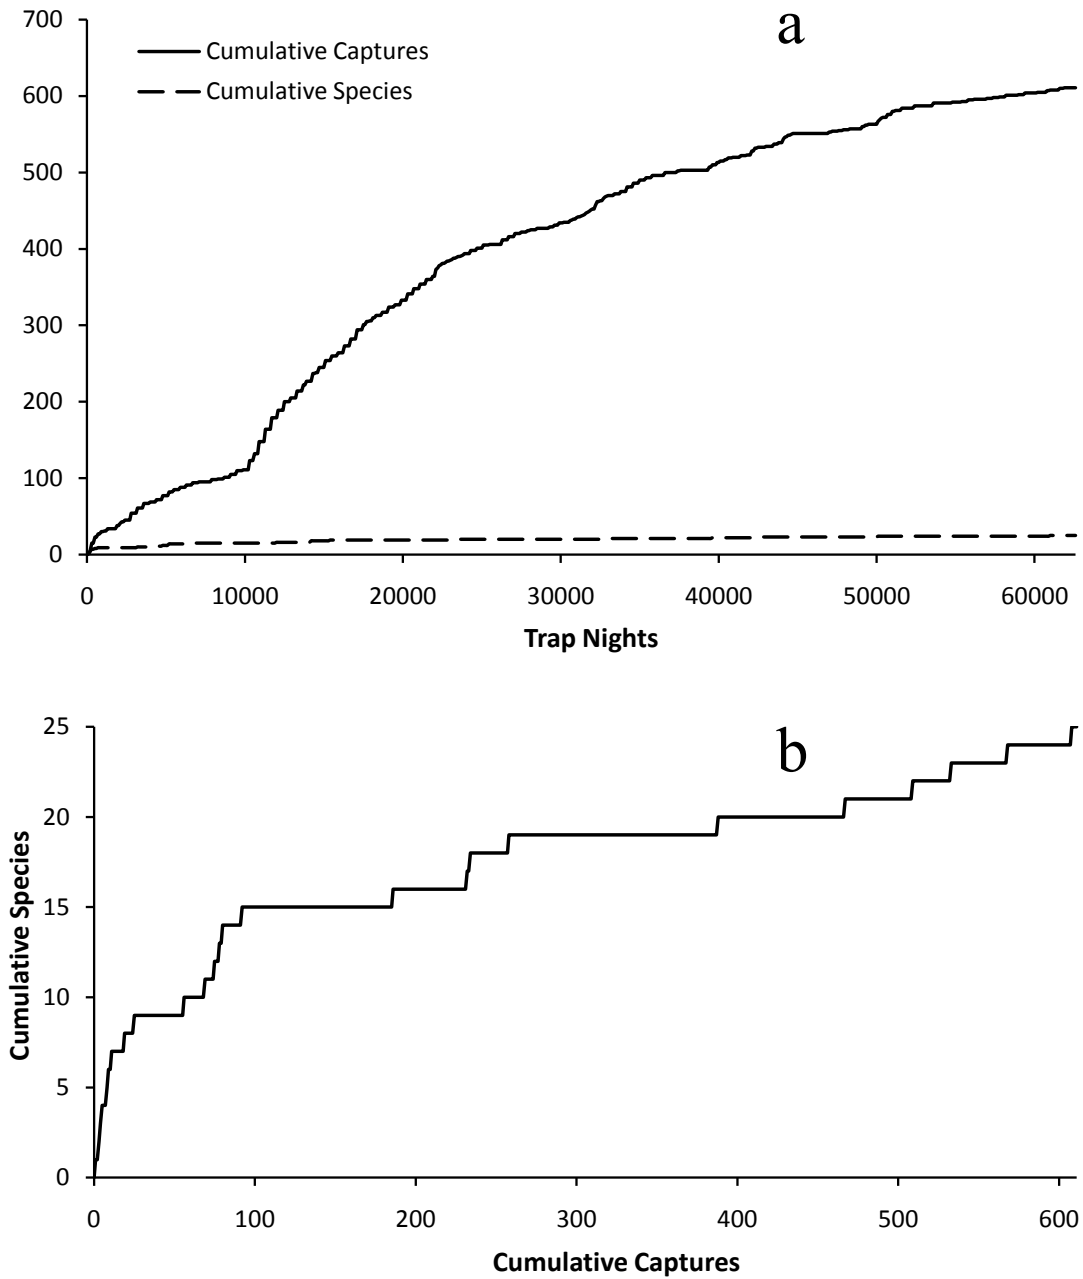 700
a
Cumulative Captures
600
Cumulative Species
500
400
300
200
100
0
0 10000 20000 30000 40000 50000 60000
Trap Nights
25
b
20
15
10
5
0
Cumulative Species
0 100 200 300 400 500 600
Cumulative Captures